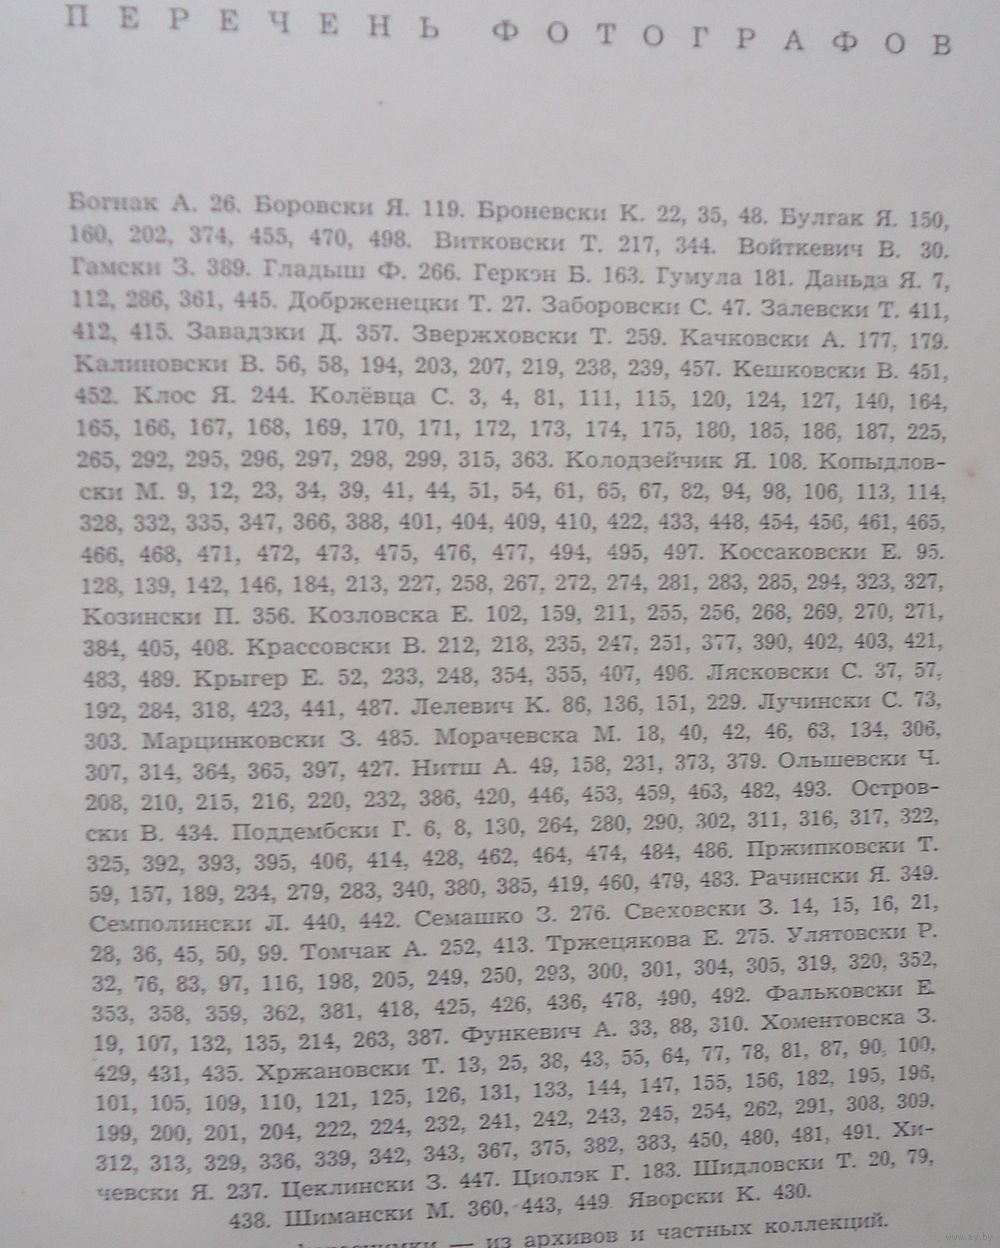 ПЕРЕЧЕНЬ ФОТОГРАФОВ
Богнак А. 26. Боровски Я. 119. Броневски К. 22, 35, 48. Булгак Я. 150,
160, 202, 374, 455, 470, 498. Витковски Т. 217, 344. Войткевич В. 30.
Гамски З. 389. Гладыш Ф. 266. Геркэн Б. 163. Гумула 181. Даньда Я. 7,
112, 286, 361, 445. Добрженецки Т. 27. Заборовски С. 47. Залевски Т. 411,
412, 415. Завадзки Д. 357. Звержховски Т. 259. Качковски А. 177, 179.
Калиновски В. 56, 58, 194, 203, 207, 219, 238, 239, 457. Кешковски В. 451,
452. Клос Я. 244. Колёвца С. 3, 4, 81, 111, 115, 120, 124, 127, 140, 164,
165, 166, 167, 168, 169, 170, 171, 172, 173, 174, 175, 180, 185, 186, 187, 225,
265, 292, 295, 296, 297, 298, 299, 315, 363. Колодзейчик Я. 108. Копыдлов-
ски М. 9, 12, 23, 34, 39, 41, 44, 51, 54, 61, 65, 67, 82, 94, 98, 106, 113, 114,
328, 332, 335, 347, 366, 388, 401, 404, 409, 410, 422, 433, 448, 454, 456, 461, 465,
466, 468, 471, 472, 473, 475, 476, 477, 494, 495, 497. Коссаковски Е. 95.
128, 139, 142, 146, 184, 213, 227, 258, 267, 272, 274, 281, 283, 285, 294, 323, 327,
Козински П. 356. Козловска Е. 102, 159, 211, 255, 256, 268, 269, 270, 271,
384, 405, 408. Крассовски В. 212, 218, 235, 247, 251, 377, 390, 402, 403, 421,
483, 489. Крыгер Е. 52, 233, 248, 354, 355, 407, 496. Лясковски С. 37, 57,
192, 284, 318, 423, 441, 487. Лелевич К. 86, 136, 151, 229. Лучински С. 73,
303. Марцинковски З. 485. Морачевска М. 18, 40, 42, 46, 63, 134, 306,
307, 314, 364, 365, 397, 427. Нитш А. 49, 158, 231, 373, 379. Ольшевски Ч.
208, 210, 215, 216, 220, 232, 386, 420, 446, 453, 459, 463, 482, 493. Остров-
ски В. 434. Поддембски Г. 6, 8, 130, 264, 280, 290, 302, 311, 316, 317, 322,
325, 392, 393, 395, 406, 414, 428, 462, 464, 474, 484, 486. Пржипковски Т.
59, 157, 189, 234, 279, 283, 340, 380, 385, 419, 460, 479, 483. Рачински Я. 349.
Семполински Л. 440, 442. Семашко З. 276. Свеховски З. 14, 15, 16, 21,
28, 36, 45, 50, 99. Томчак А. 252, 413. Тржецякова Е. 275. Улятовски Р.
32, 76, 83, 97, 116, 198, 205, 249, 250, 293, 300, 301, 304, 305, 319, 320, 352,
353, 358, 359, 362, 381, 418, 425, 426, 436, 478, 490, 492. Фальковски Е.
19, 107, 132, 135, 214, 263, 387. Функевич А. 33, 88, 310. Хоментовска З.
429, 431, 435. Хржановски Т. 13, 25, 38, 43, 55, 64, 77, 78, 81, 87, 90, 100,
101, 105, 109, 110, 121, 125, 126, 131, 133, 144, 147, 155, 156, 182, 195, 196,
199, 200, 201, 204, 222, 224, 232, 241, 242, 243, 245, 254, 262, 291, 308, 309,
312, 313, 329, 336, 339, 342, 343, 367, 375, 382, 383, 450, 480, 481, 491. Хи-
чевски Я. 237. Цеклински З. 447. Циолэк Г. 183. Шидловски Т. 20, 79,
438. Шимански М. 360, 443, 449. Яворски К. 430.
— из архивов и частных коллекций.
www.ay.by